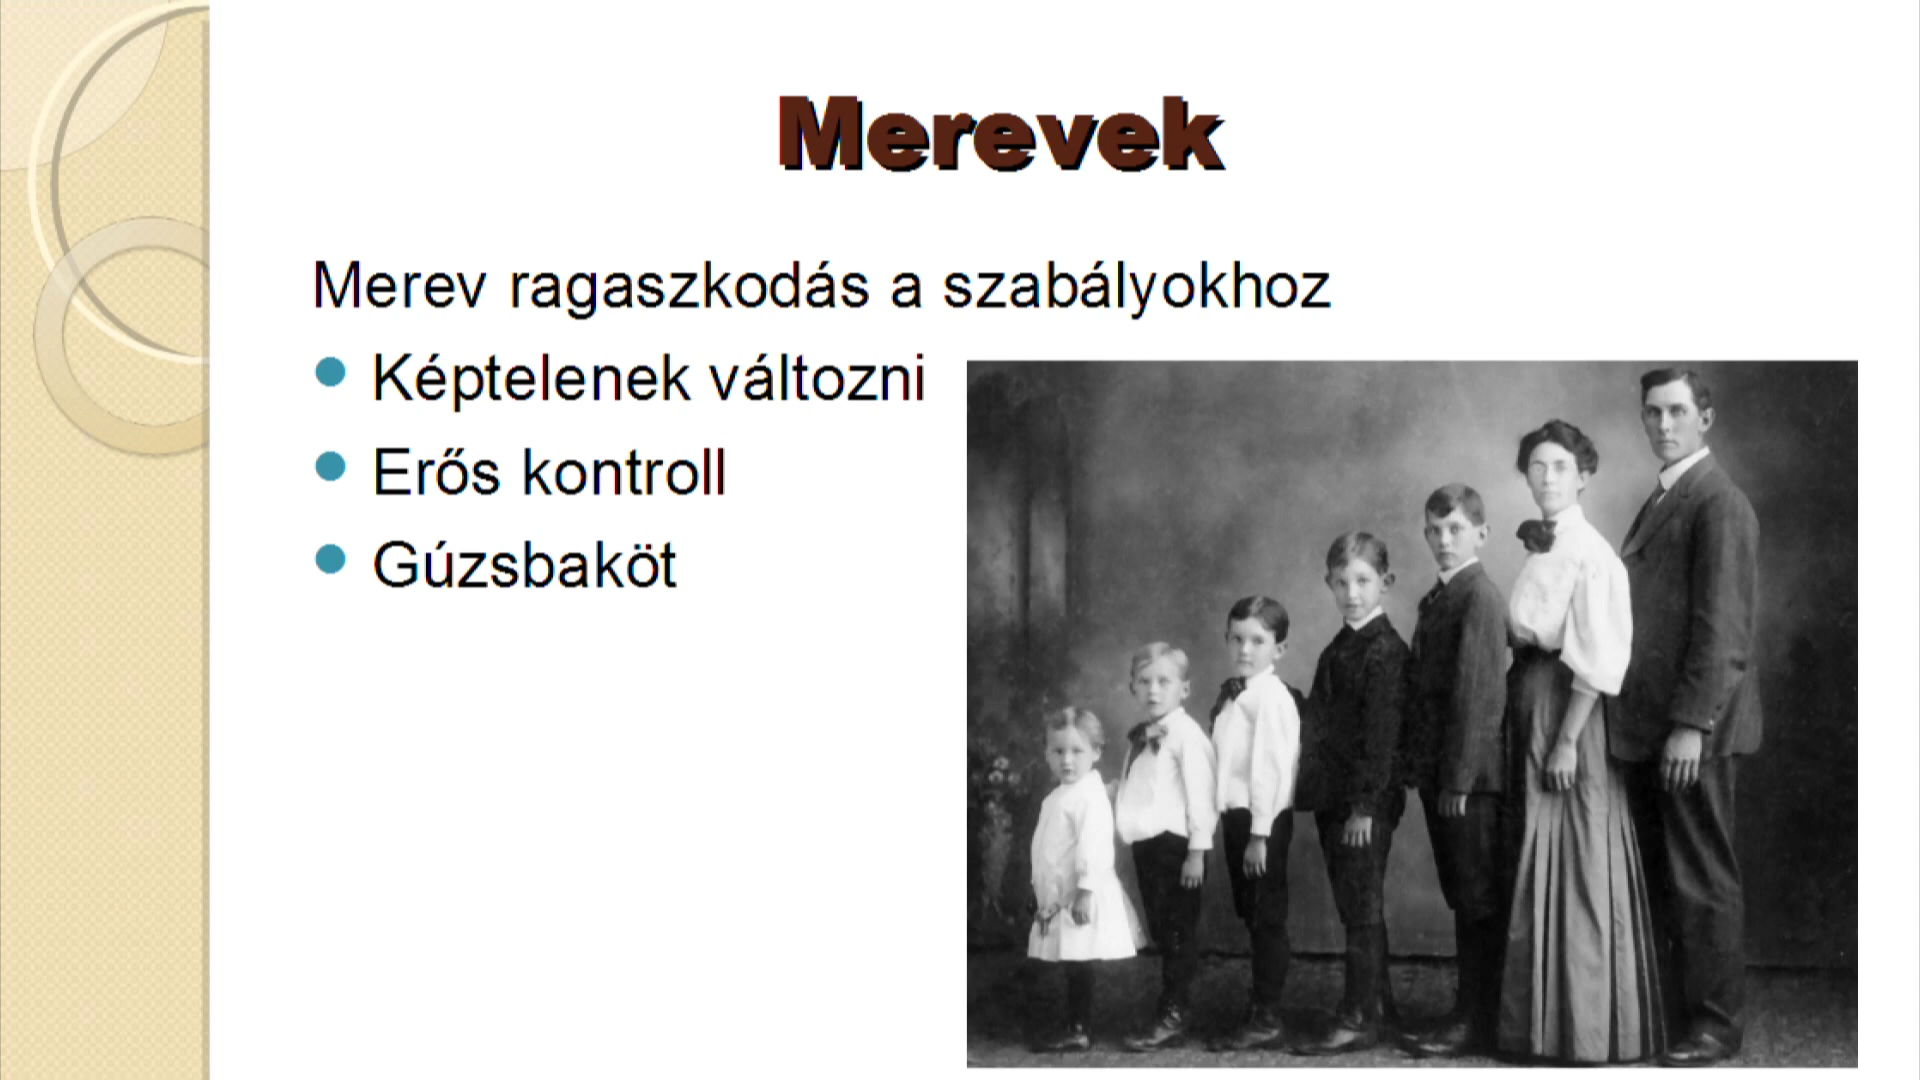 Merevek
Merev ragaszkodás a szabályokhoz
Képtelenek változni
Erős kontroll
Gúzsbaköt